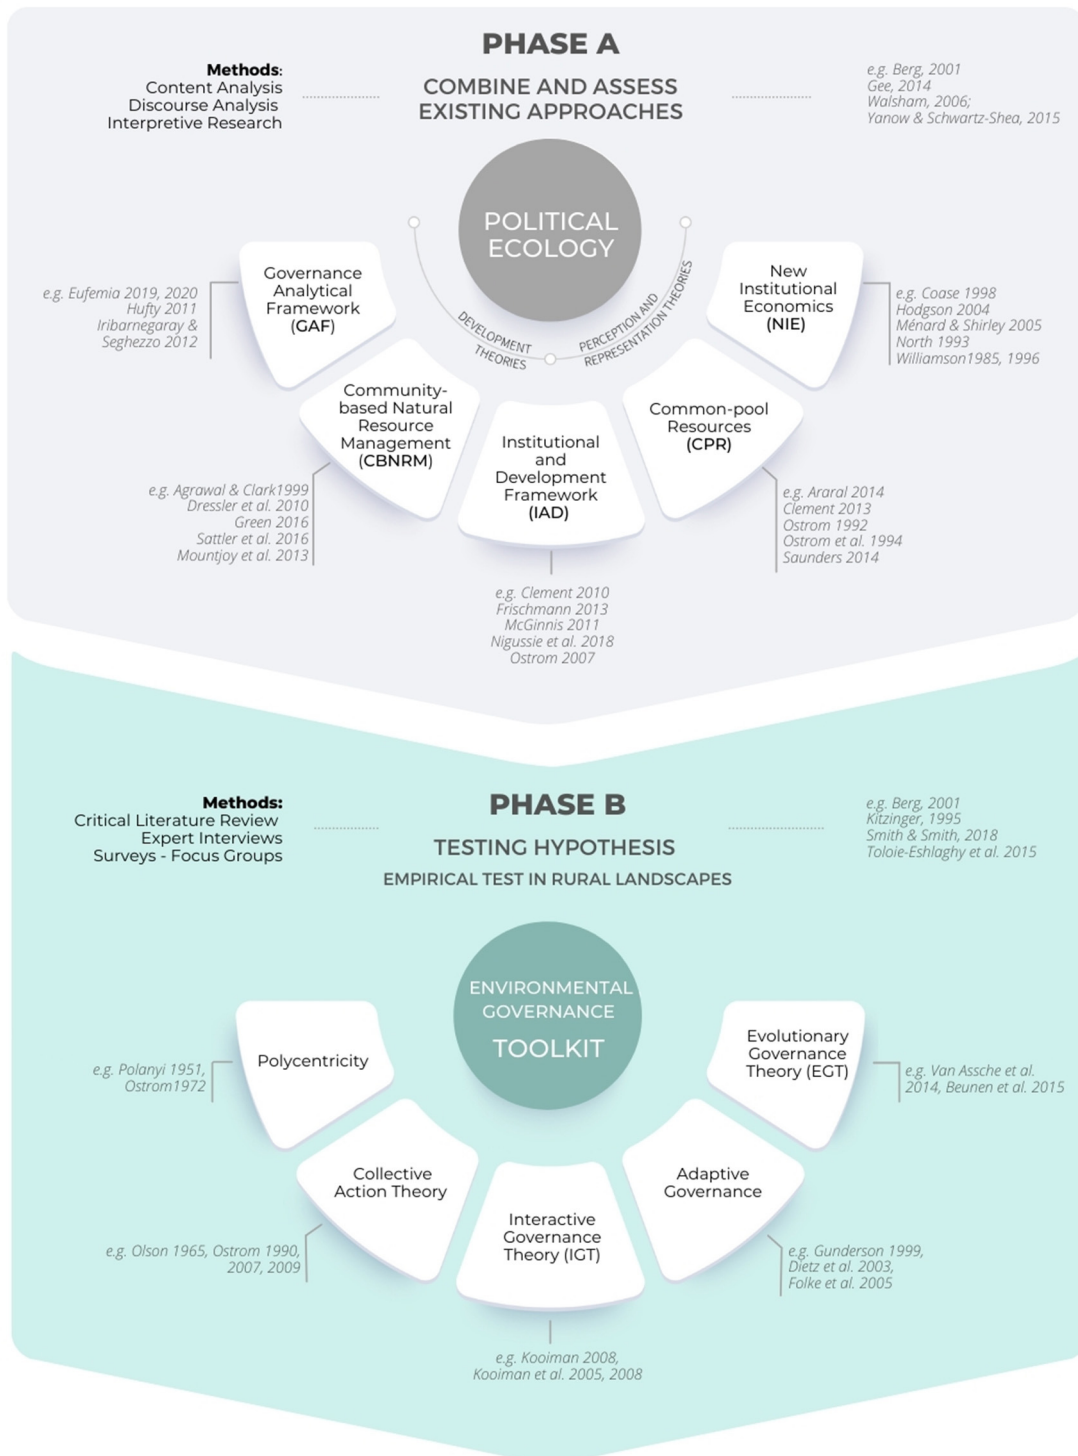 PHASE A
COMBINE AND ASSESS
EXISTING APPROACHES
Methods:
Content Analysis
Discourse Analysis
Interpretive Research
e.g. Berg, 2001
Gee, 2014
Walsham, 2006;
Yanow & Schwartz-Shea, 2015
POLITICAL
ECOLOGY
DEVELOPMENT
THEORIES
PERCEPTION AND
REPRESENTATION THEORIES
Governance
Analytical
Framework
(GAF)
e.g. Eufemia 2019, 2020
Hufty 2011
Iribarnegaray &
Seghezzo 2012
Community-
based Natural
Resource
Management
(CBNRM)
e.g. Agrawal & Clark1999
Dressler et al. 2010
Green 2016
Sattler et al. 2016
Mountjoy et al. 2013
Institutional
and
Development
Framework
(IAD)
e.g. Clement 2010
Frischmann 2013
McGinnis 2011
Nigussie et al. 2018
Ostrom 2007
Common-pool
Resources
(CPR)
e.g. Araral 2014
Clement 2013
Ostrom 1992
Ostrom et al. 1994
Saunders 2014
New
Institutional
Economics
(NIE)
e.g. Coase 1998
Hodgson 2004
Ménard & Shirley 2005
North 1993
Williamson1985, 1996
PHASE B
TESTING HYPOTHESIS
EMPIRICAL TEST IN RURAL LANDSCAPES
Methods:
Critical Literature Review
Expert Interviews
Surveys - Focus Groups
e.g. Berg, 2001
Kitzinger, 1995
Smith & Smith, 2018
Toloie-Eshlaghy et al. 2015
ENVIRONMENTAL
GOVERNANCE
TOOLKIT
Polycentricity
e.g. Polanyi 1951,
Ostrom1972
Collective
Action Theory
e.g. Olson 1965, Ostrom 1990,
2007, 2009
Interactive
Governance
Theory (IGT)
e.g. Kooiman 2008,
Kooiman et al. 2005, 2008
Adaptive
Governance
e.g. Gunderson 1999,
Dietz et al. 2003,
Folke et al. 2005
Evolutionary
Governance
Theory (EGT)
e.g. Van Assche et al.
2014, Beunen et al. 2015